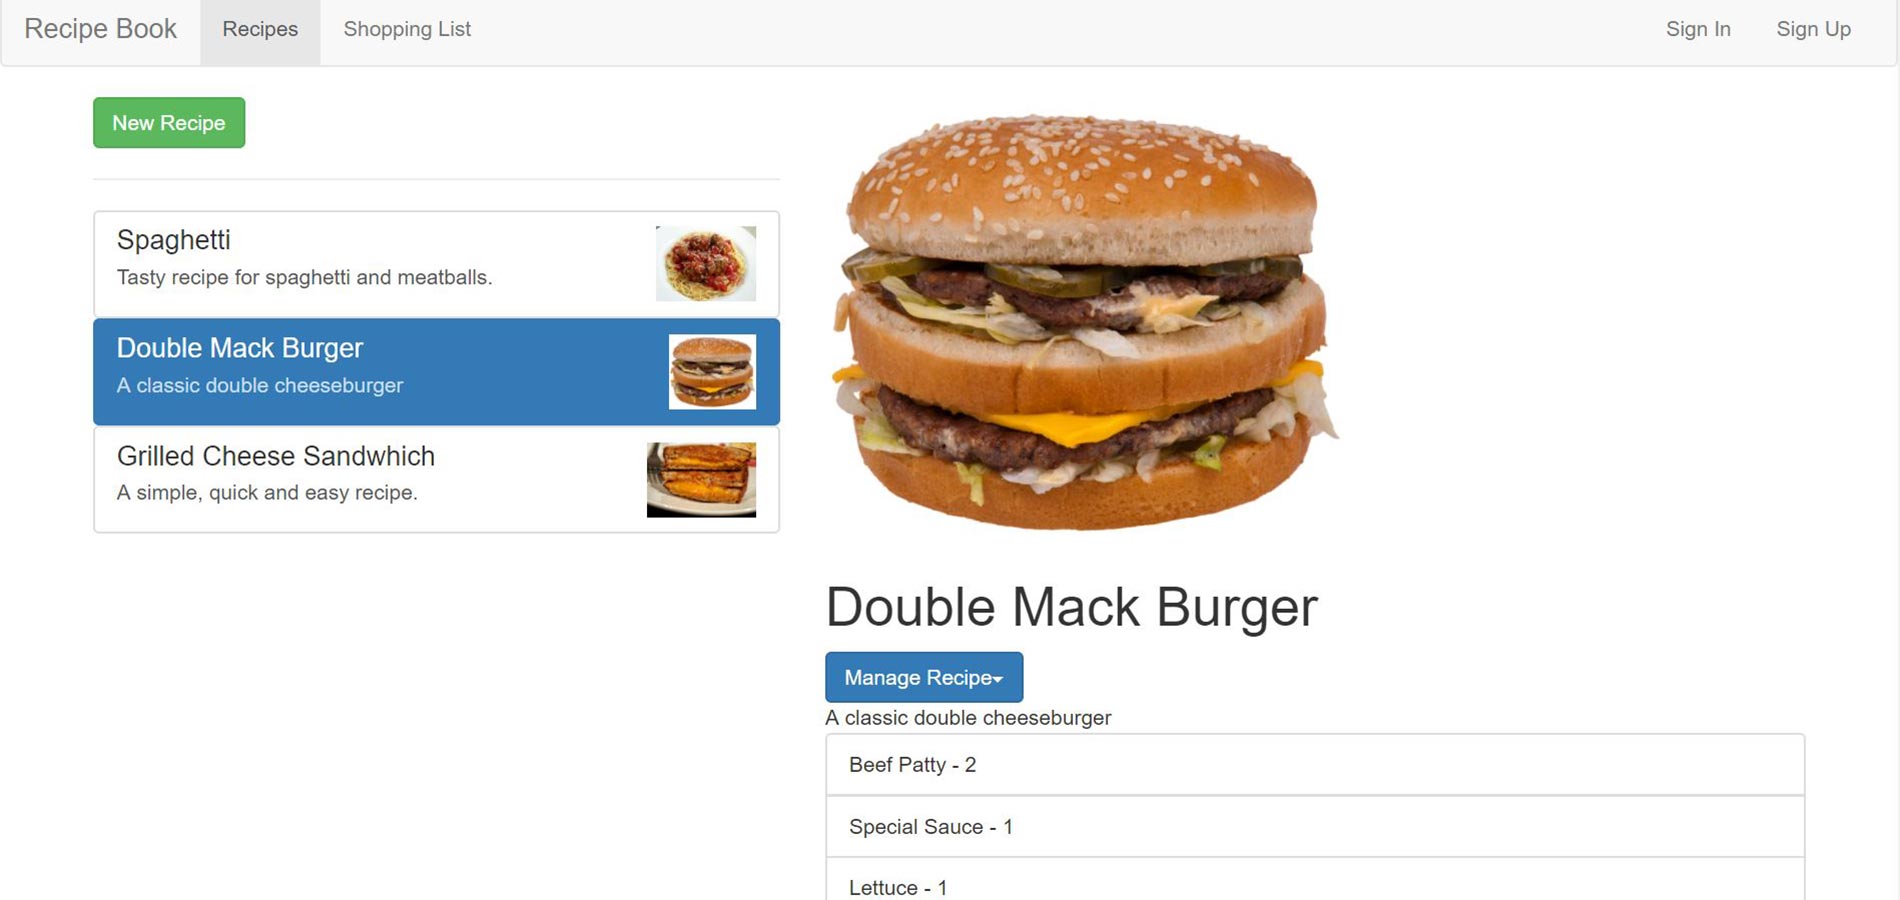 Recipe Book
Recipes
Shopping List
Sign In
Sign Up
New Recipe
Spaghetti
Tasty recipe for spaghetti and meatballs.
Double Mack Burger
A classic double cheeseburger
Grilled Cheese Sandwhich
A simple, quick and easy recipe.
Double Mack Burger
Manage Recipe
A classic double cheeseburger
Beef Patty - 2
Special Sauce - 1
Lettuce - 1